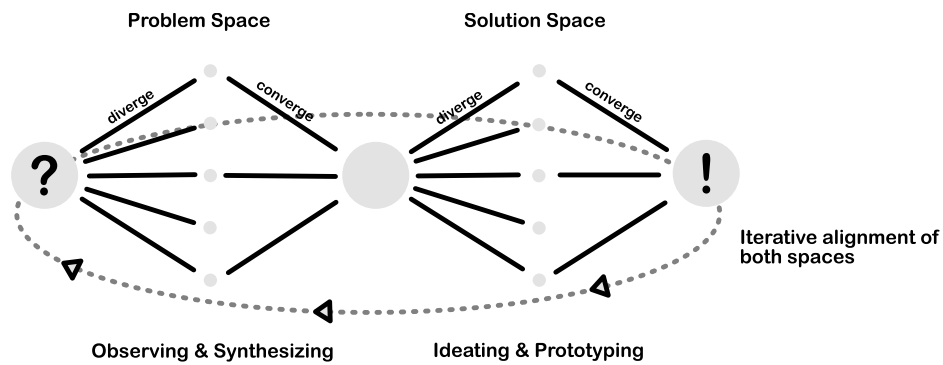 Problem Space
Solution Space
diverge
converge
diverge
converge
?
!
Iterative alignment of
both spaces
Observing & Synthesizing
Ideating & Prototyping